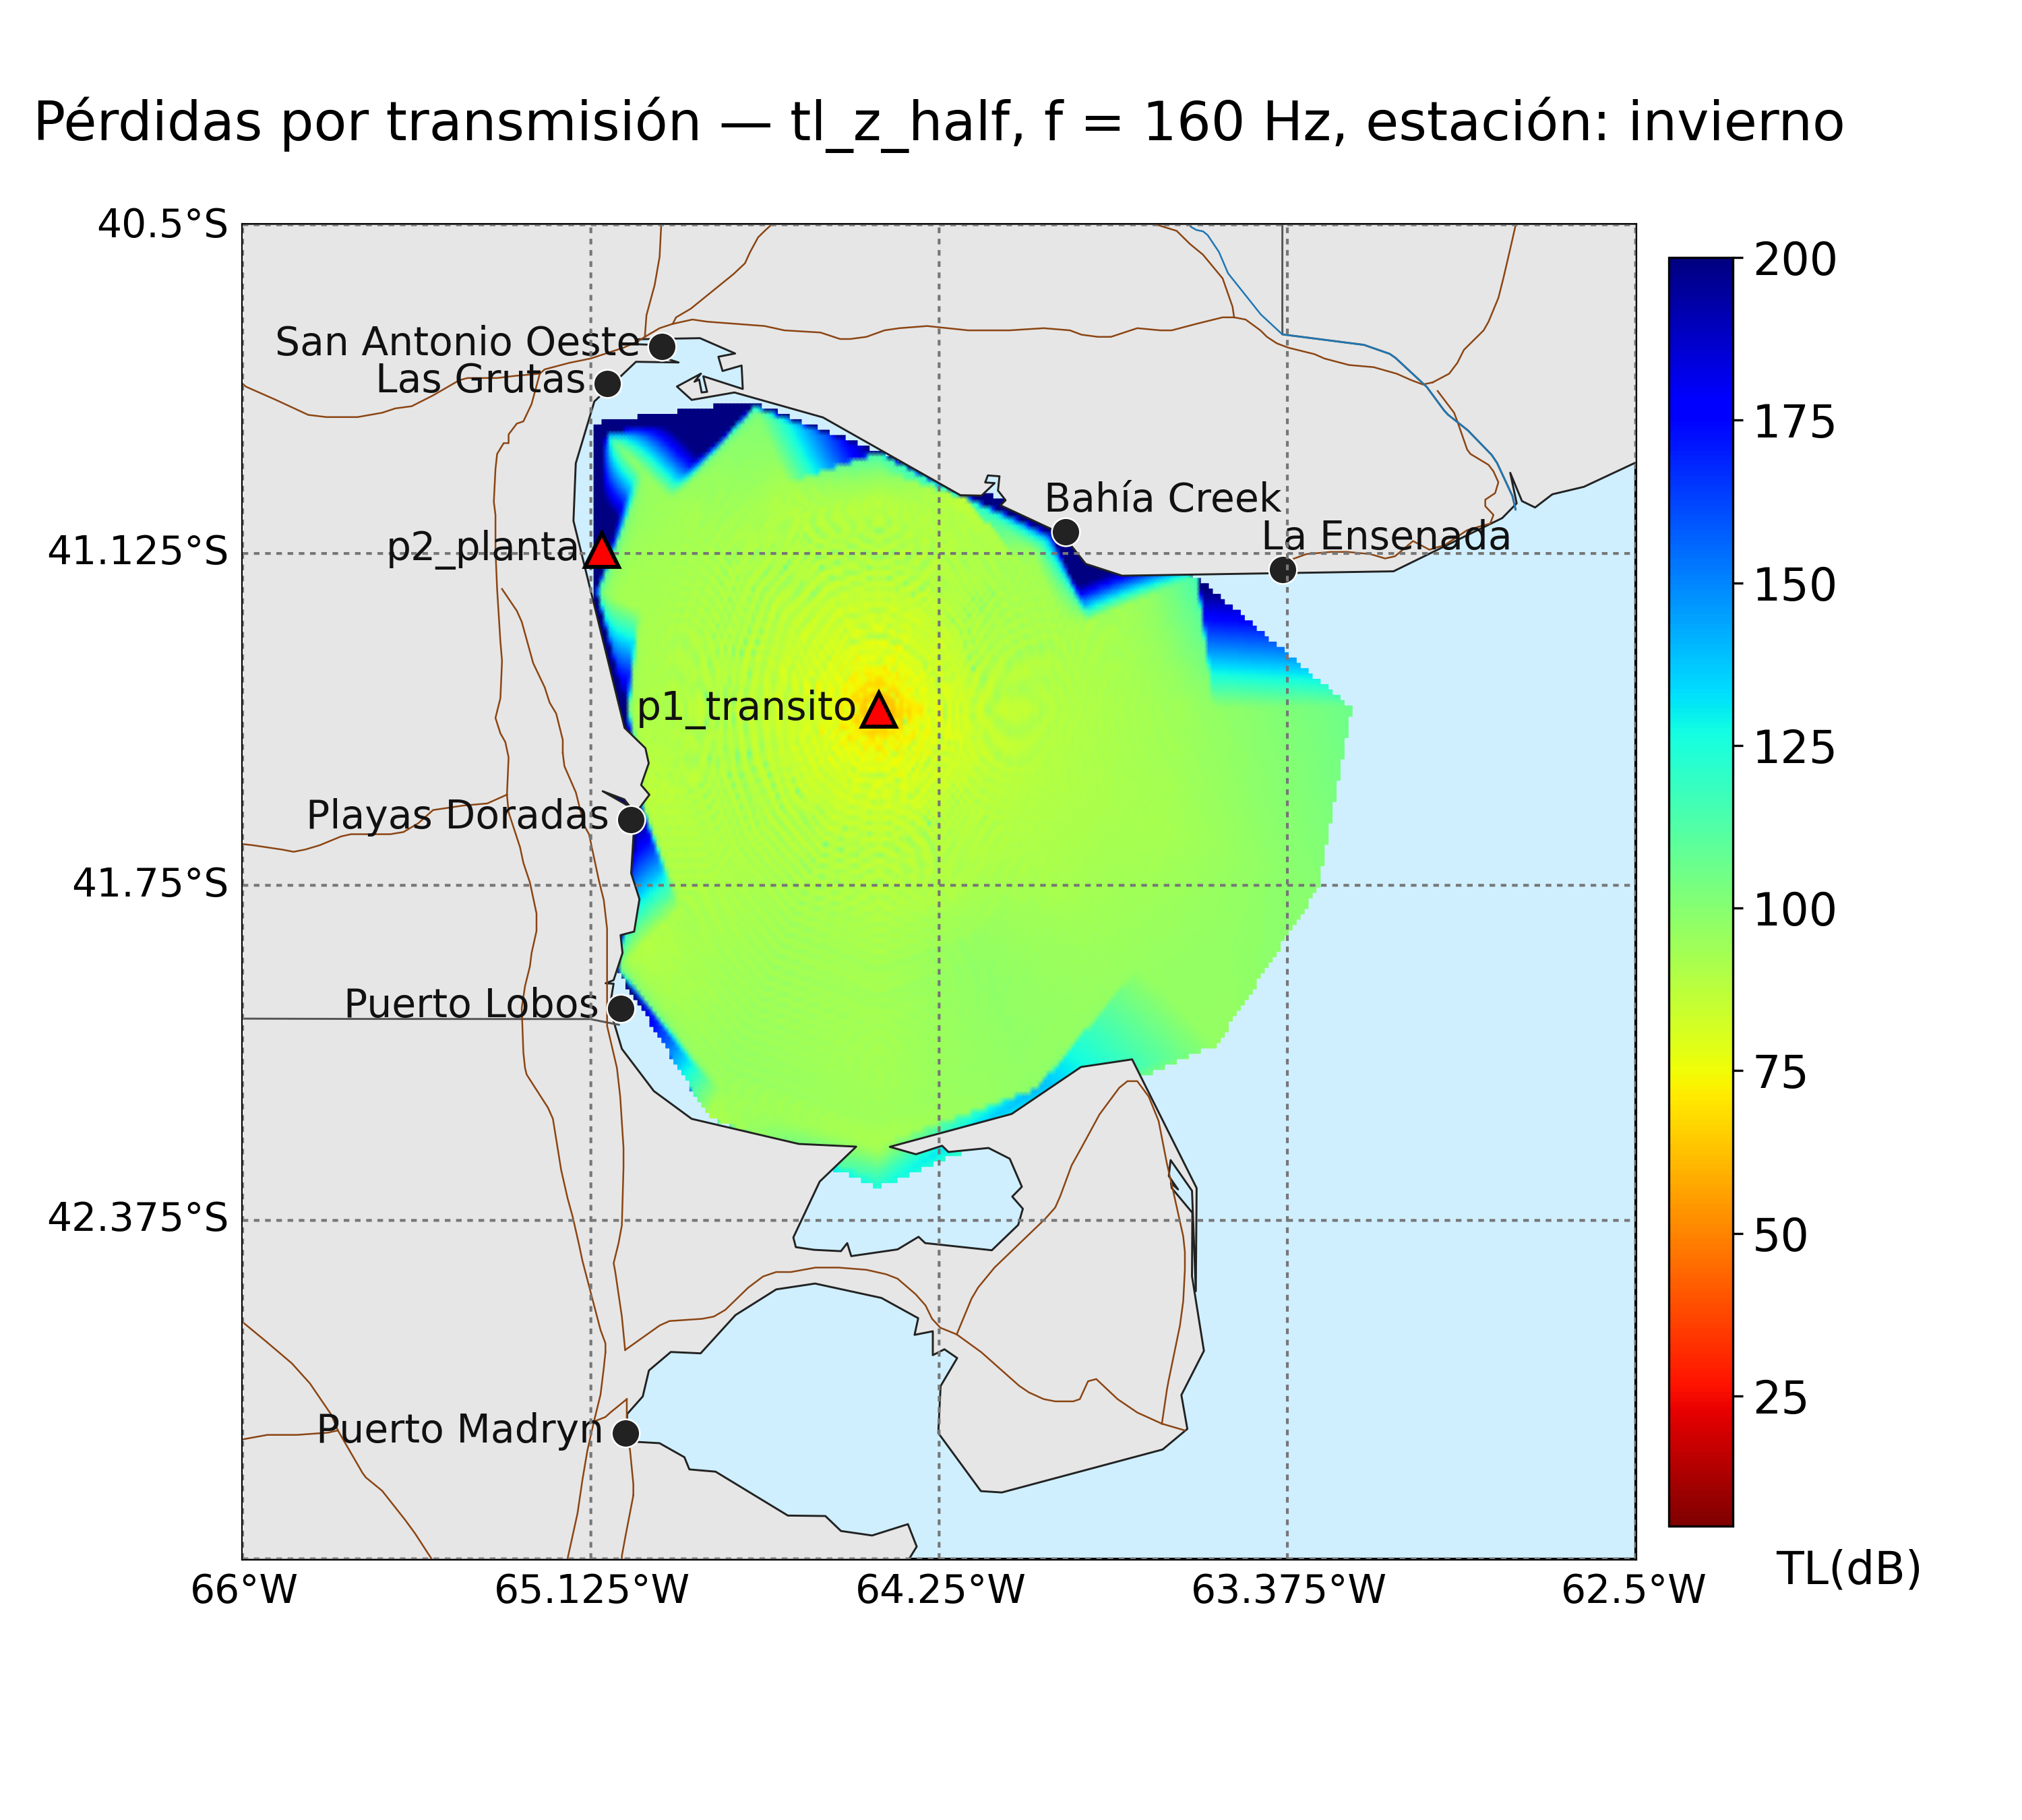 Pérdidas por transmisión — tl_z_half, f = 160 Hz, estación: invierno
40.5°S
200
San Antonio Oeste
Las Grutas
175
Bahía Creek
La Ensenada
p2_planta
41.125°S
150
p1_transito
125
Playas Doradas
41.75°S
100
Puerto Lobos
75
42.375°S
50
25
Puerto Madryn
TL(dB)
66°W
65.125°W
64.25°W
63.375°W
62.5°W